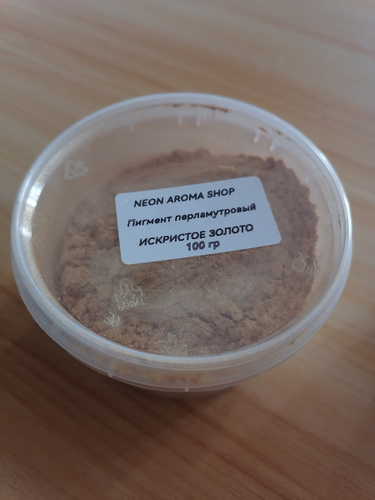 NEON AROMA SHOP
Пигмент перламутровый
ИСКРИСТОЕ ЗОЛОТО
100 гр